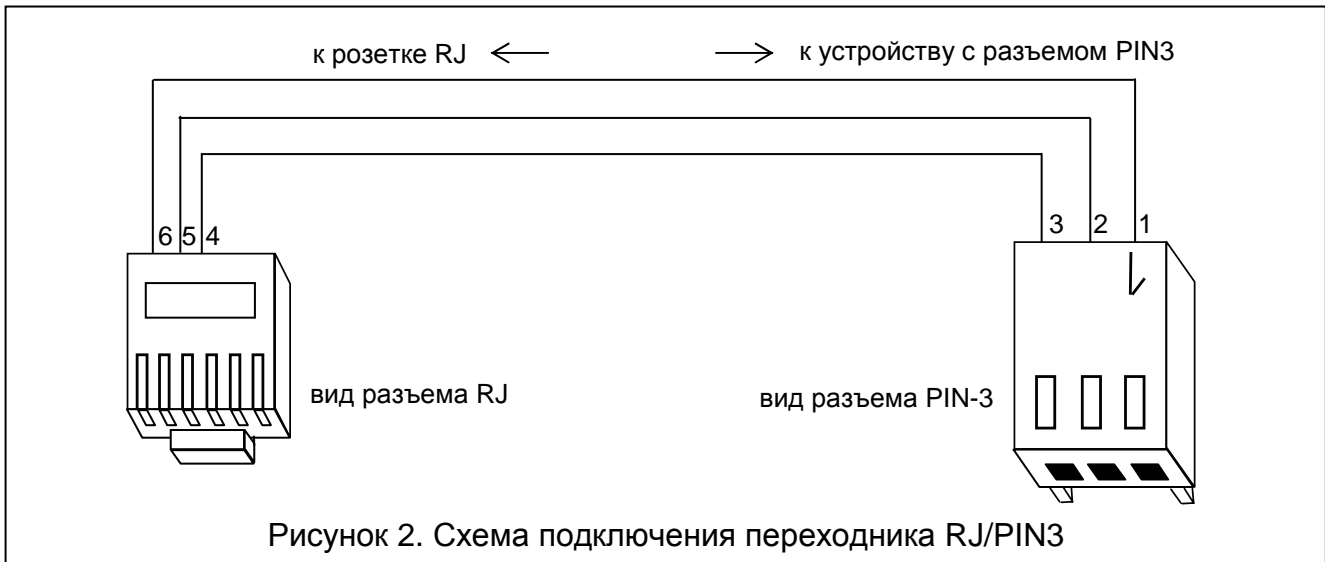 к розетке RJ
к устройству с разъемом PIN3
6 5 4
3 2 1
вид разъема RJ
вид разъема PIN-3
Рисунок 2. Схема подключения переходника RJ/PIN3